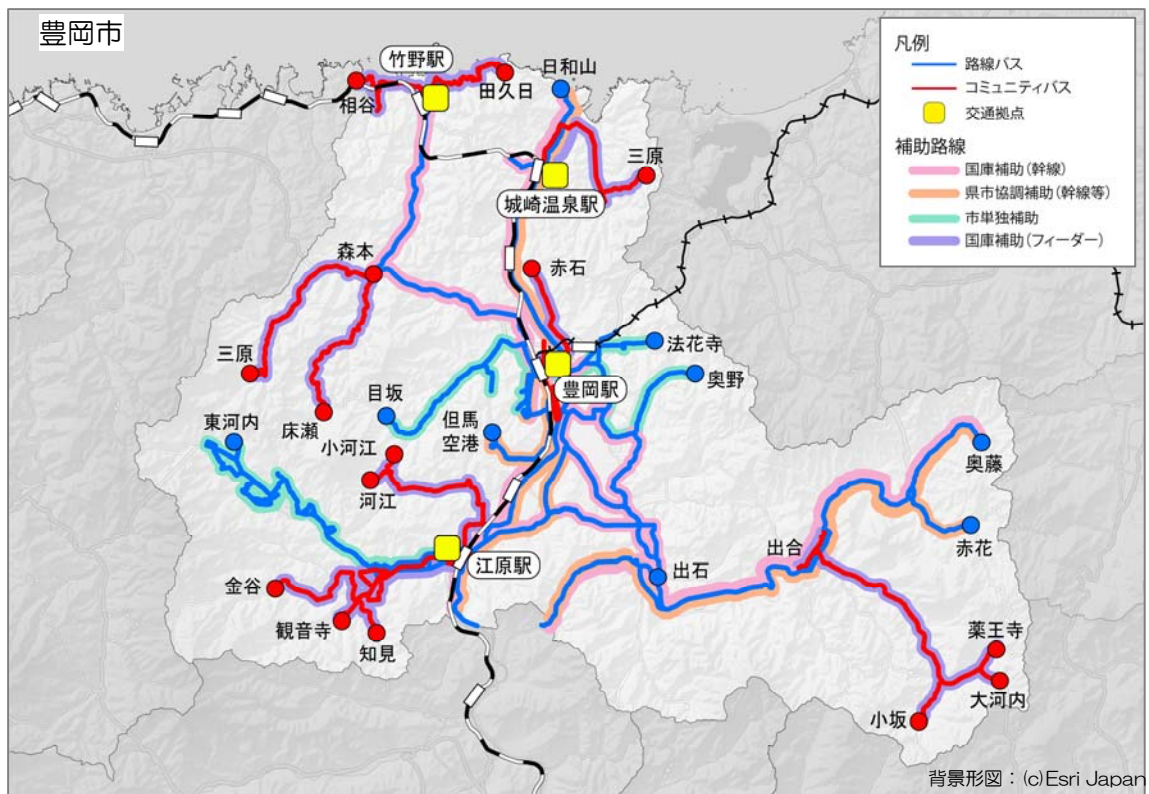 豊岡市
凡例
路線バス
コミュニティバス
交通拠点
補助路線
国庫補助（幹線）
県市協調補助（幹線等）
市単独補助
国庫補助（フィーダー）
竹野駅
日和山
相谷
田久日
三原
城崎温泉駅
森本
赤石
法花寺
三原
豊岡駅
奥野
目坂
但馬
空港
東河内
床瀬
小河江
奥藤
河江
赤花
出合
江原駅
出石
金谷
観音寺
知見
薬王寺
大河内
小坂
背景形図：(c)Esri Japan